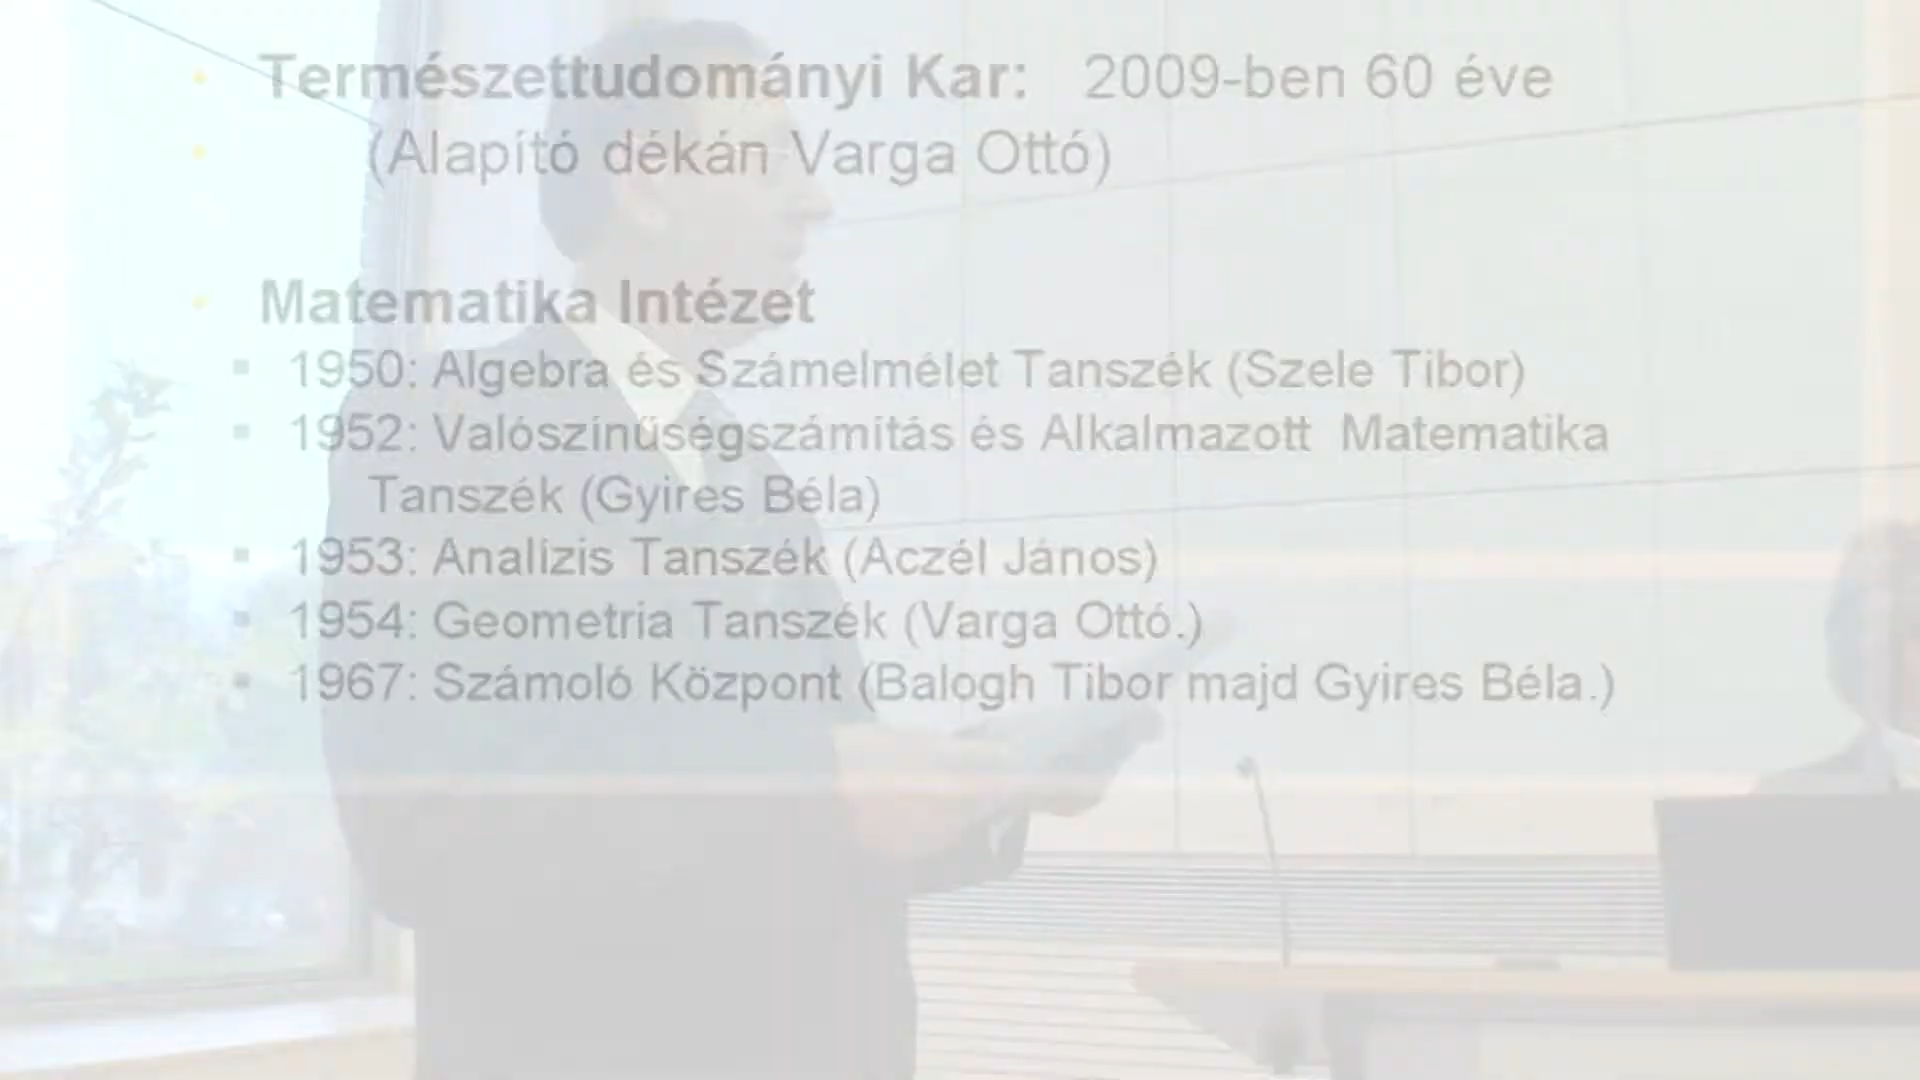 Természettudományi Kar: 2009-ben 60 éve
(Alapító dékán Varga Ottó)
Matematika Intézet
1950: Algebra és Számelmélet Tanszék (Szele Tibor)
1952: Valószínűségszámítás és Alkalmazott Matematika
Tanszék (Gyires Béla)
1953: Analízis Tanszék (Aczél János)
1954: Geometria Tanszék (Varga Ottó.)
1967: Számoló Központ (Balogh Tibor majd Gyires Béla.)